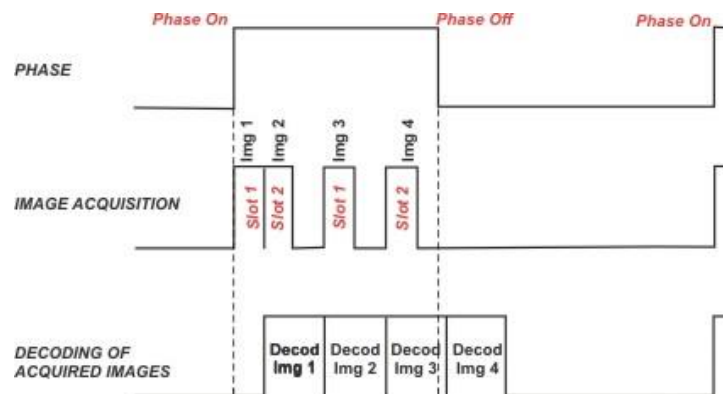 Phase On
Phase Off
Phase On
PHASE
Img 1
Img 2
Img 3
Img 4
IMAGE ACQUISITION
Slot 1
Slot 2
Slot 1
Slot 2
DECODING OF
ACQUIRED IMAGES
Decod
Img 1
Decod
Img 2
Decod
Img 3
Decod
Img 4